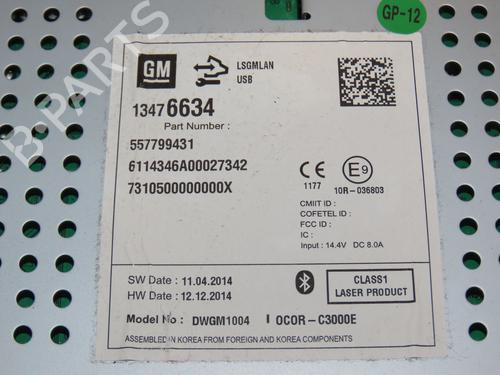 GP-12
GM
LSGMLAN
USB
13476634
Part Number :
557799431
6114346A00027342
7310500000000X
CE
1177
E9
10R-036803
CMIIT ID :
COFETEL ID :
FCC ID :
IC :
Input : 14.4V DC 8.0A
SW Date : 11.04.2014
HW Date : 12.12.2014
CLASS1
LASER PRODUCT
Model No : DWGM1004 I OCOR-C3000E
ASSEMBLED IN KOREA FROM FOREIGN AND KOREA COMPONENTS
B-PARTS